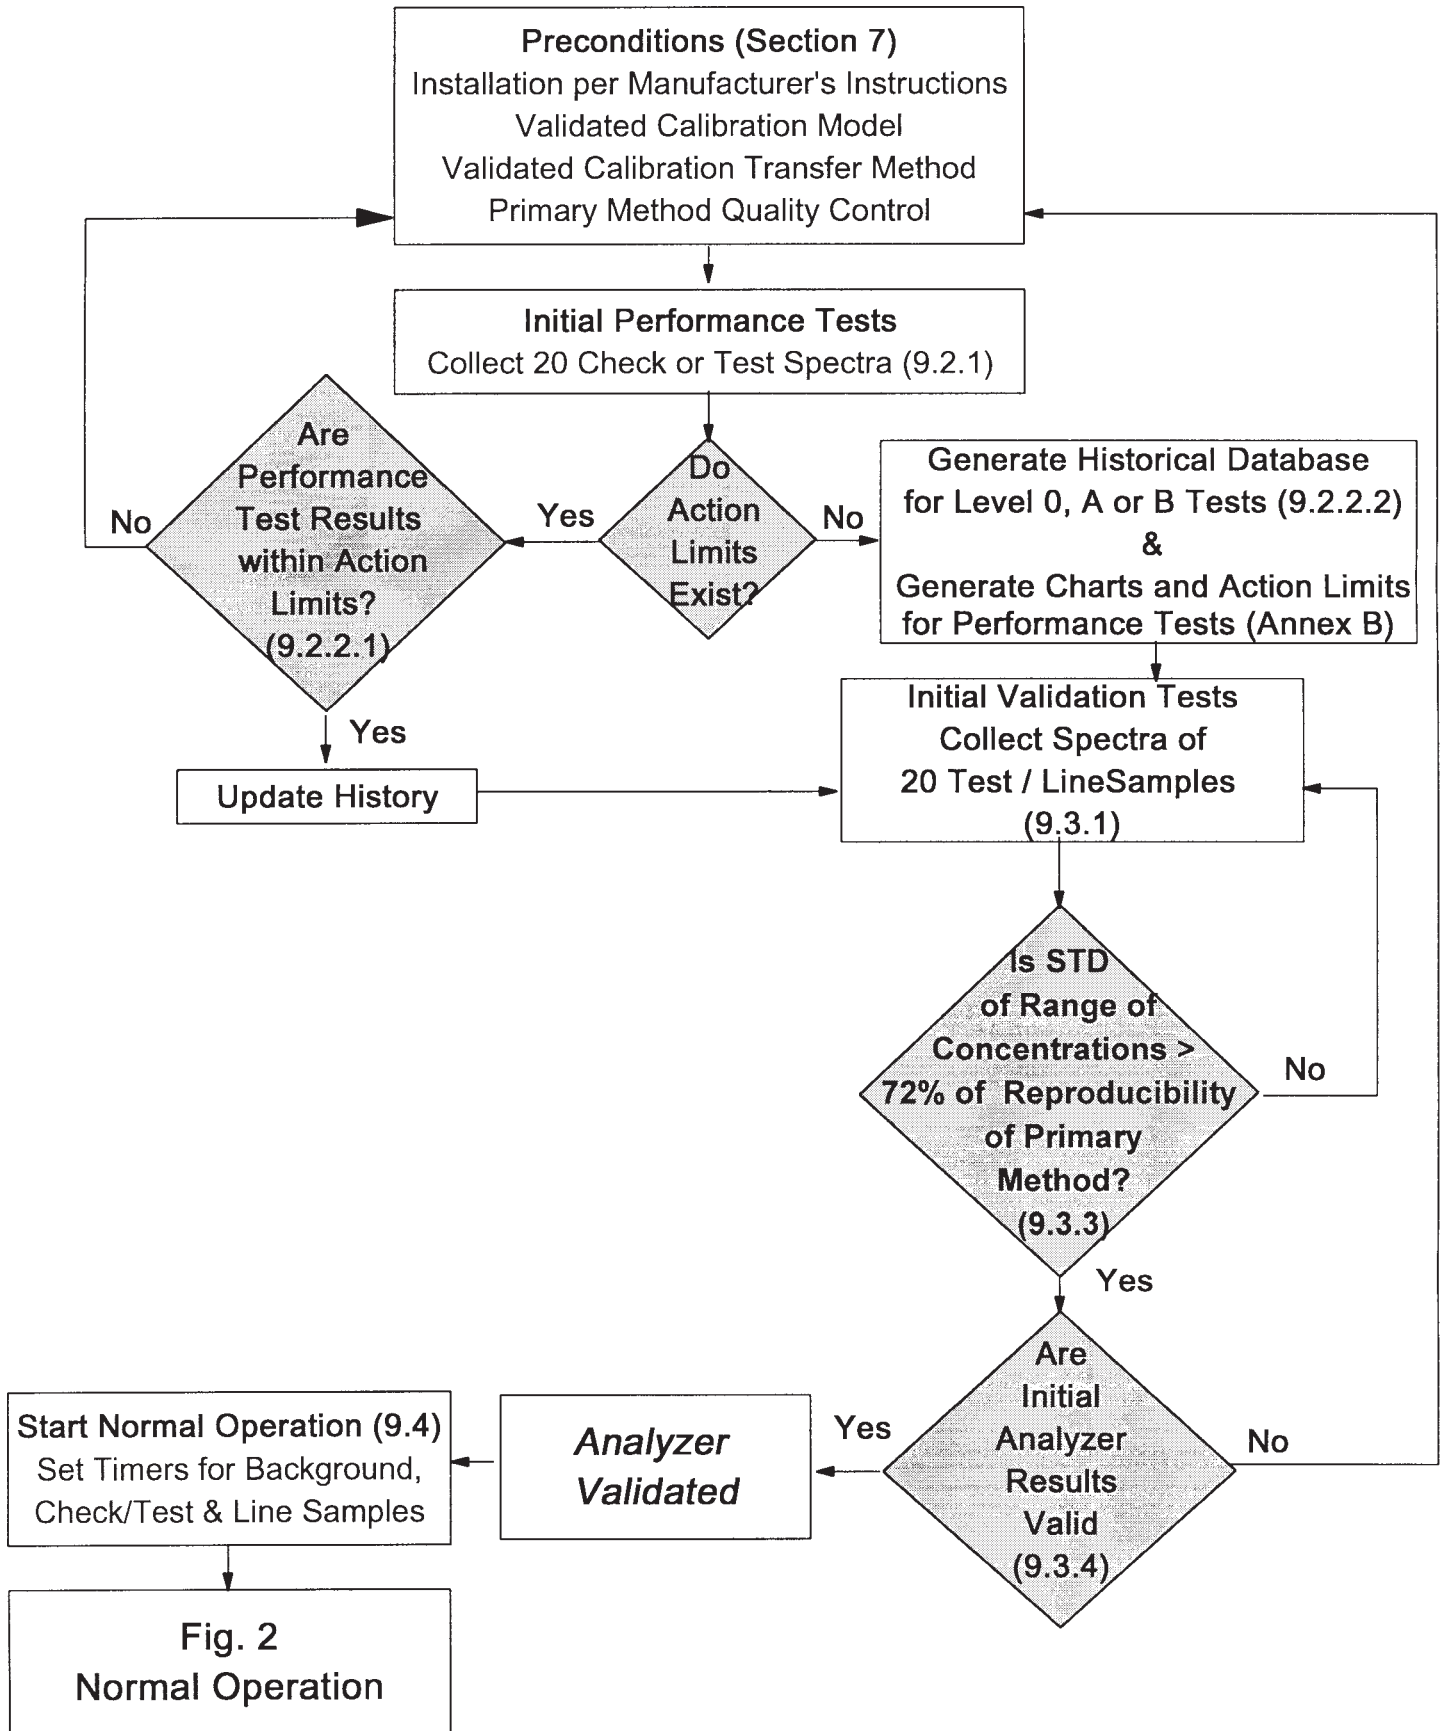 Preconditions (Section 7)
Installation per Manufacturer's Instructions
Validated Calibration Model
Validated Calibration Transfer Method
Primary Method Quality Control
Initial Performance Tests
Collect 20 Check or Test Spectra (9.2.1)
Do
Action
Limits
Exist?
Yes
No
Are
Performance
Test Results
within Action
Limits?
(9.2.2.1)
No
Yes
Update History
Generate Historical Database
for Level 0, A or B Tests (9.2.2.2)
&
Generate Charts and Action Limits
for Performance Tests (Annex B)
Initial Validation Tests
Collect Spectra of
20 Test / LineSamples
(9.3.1)
Is STD
of Range of
Concentrations >
72% of Reproducibility
of Primary
Method?
(9.3.3)
No
Yes
Are
Initial
Analyzer
Results
Valid
(9.3.4)
No
Yes
Analyzer
Validated
Start Normal Operation (9.4)
Set Timers for Background,
Check/Test & Line Samples
Fig. 2
Normal Operation